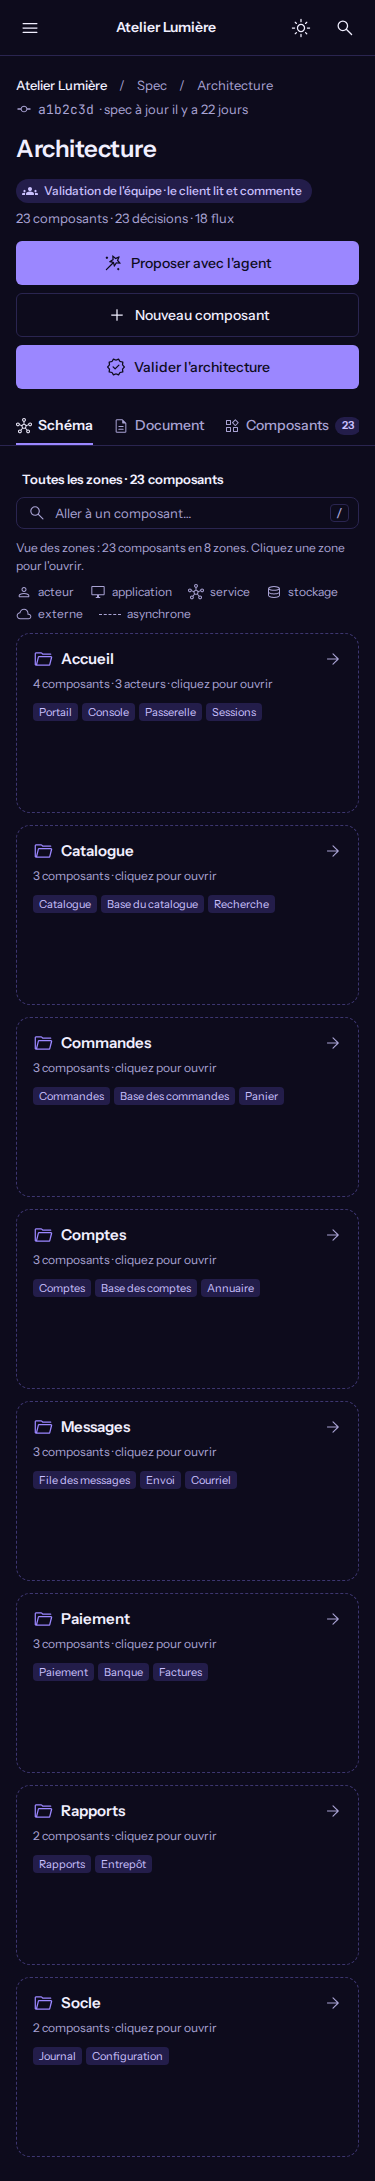 Atelier Lumière
Atelier Lumière / Spec / Architecture
a1b2c3d · spec à jour il y a 22 jours
Architecture
Validation de l'équipe · le client lit et commente
23 composants · 23 décisions · 18 flux
Proposer avec l'agent
Nouveau composant
Valider l'architecture
Schéma Document Composants 23
Toutes les zones · 23 composants
Aller à un composant... /
Vue des zones : 23 composants en 8 zones. Cliquez une zone
pour l'ouvrir.
acteur application service stockage
externe asynchrone
Accueil
4 composants · 3 acteurs · cliquez pour ouvrir
Portail Console Passerelle Sessions
Catalogue
3 composants · cliquez pour ouvrir
Catalogue Base du catalogue Recherche
Commandes
3 composants · cliquez pour ouvrir
Commandes Base des commandes Panier
Comptes
3 composants · cliquez pour ouvrir
Comptes Base des comptes Annuaire
Messages
3 composants · cliquez pour ouvrir
File des messages Envoi Courriel
Paiement
3 composants · cliquez pour ouvrir
Paiement Banque Factures
Rapports
2 composants · cliquez pour ouvrir
Rapports Entrepôt
Socle
2 composants · cliquez pour ouvrir
Journal Configuration